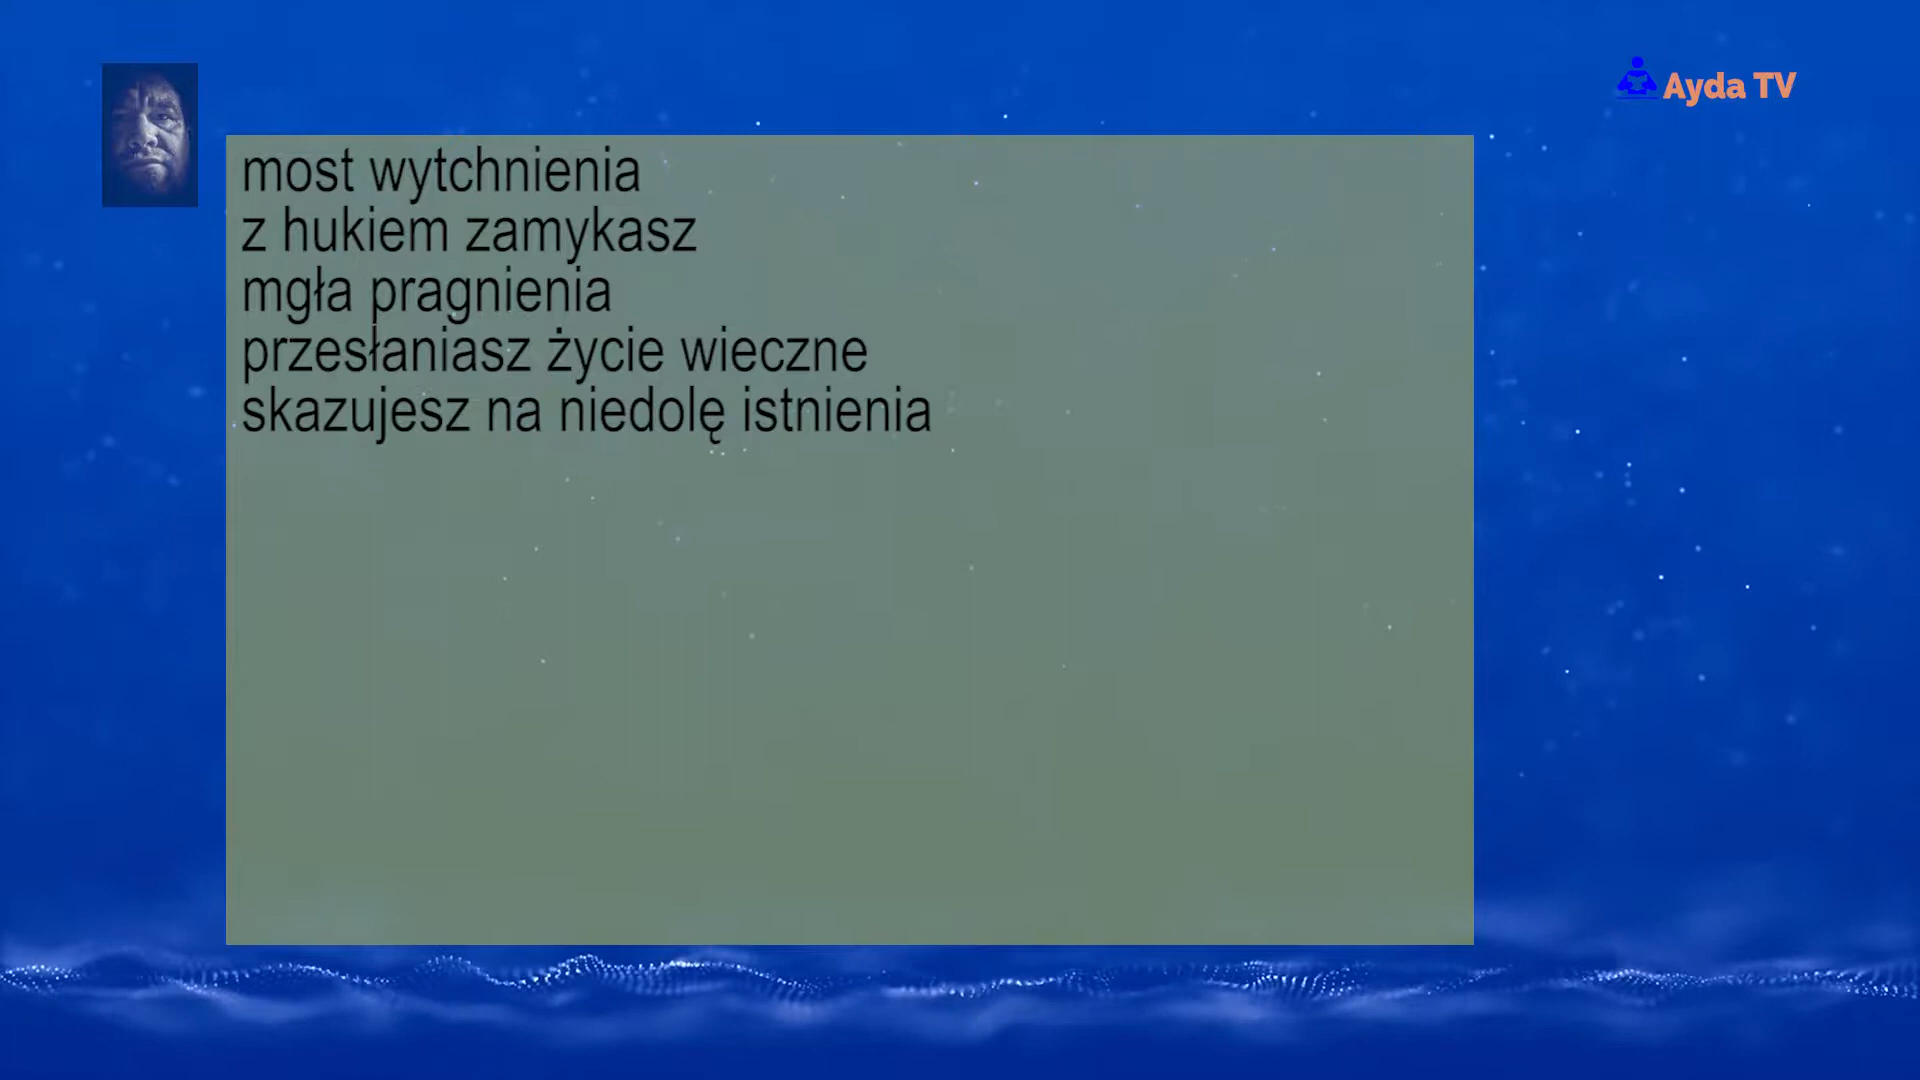 Ayda TV
most wytchnienia
z hukiem zamykasz
mgła pragnienia
przesłaniasz życie wieczne
skazujesz na niedolę istnienia